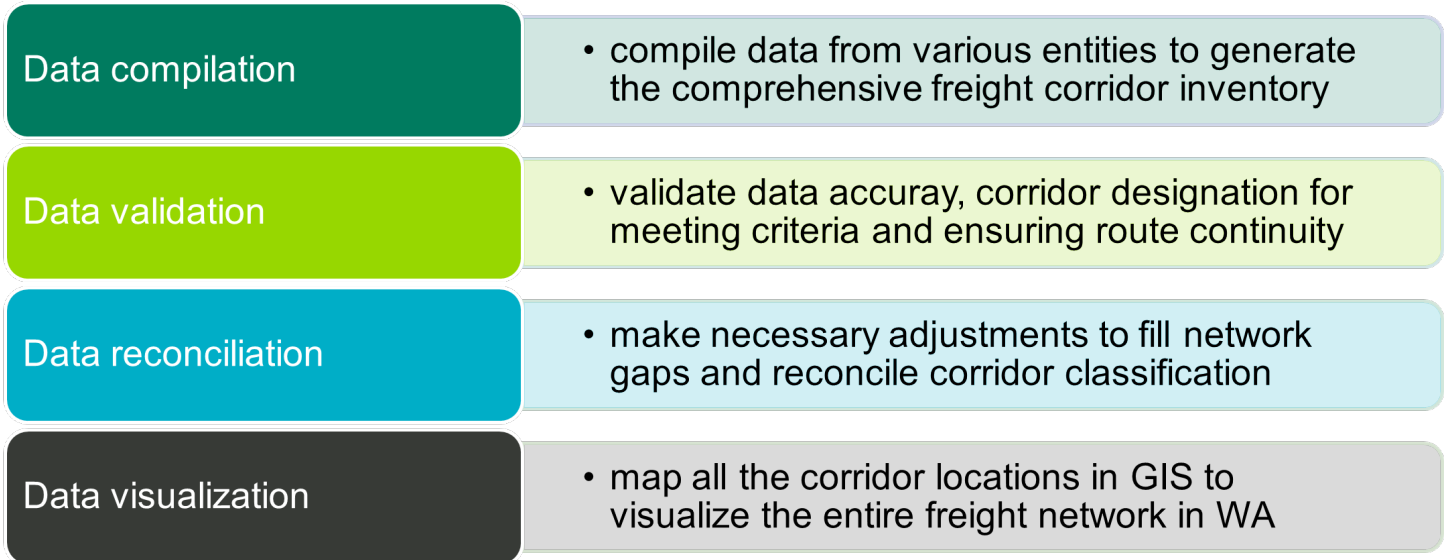 Data compilation
• compile data from various entities to generate
the comprehensive freight corridor inventory
Data validation
• validate data accuray, corridor designation for
meeting criteria and ensuring route continuity
Data reconciliation
• make necessary adjustments to fill network
gaps and reconcile corridor classification
Data visualization
• map all the corridor locations in GIS to
visualize the entire freight network in WA